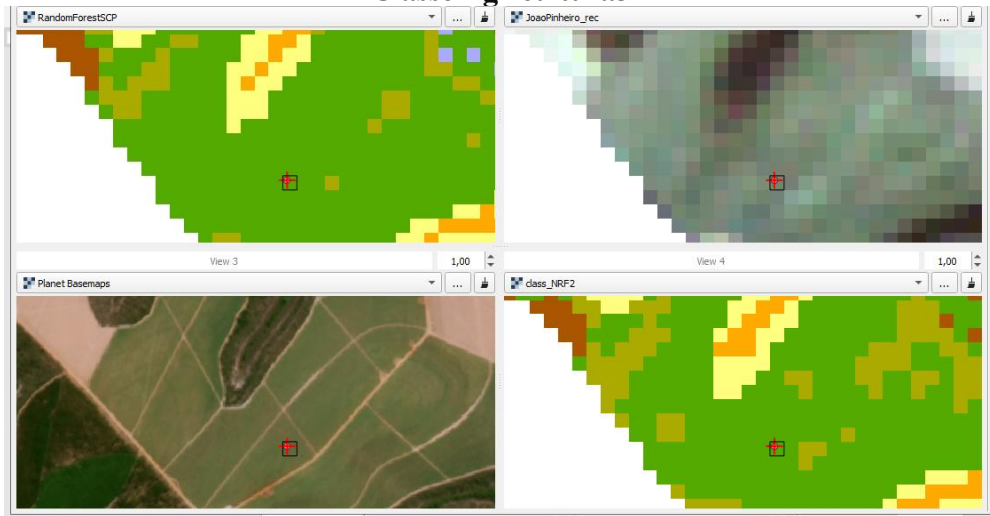 RandomForestSCP ...
JoaoPinheiro_rec ...
View 3 1,00
View 4 1,00
Planet Basemaps ...
class_NRF2 ...